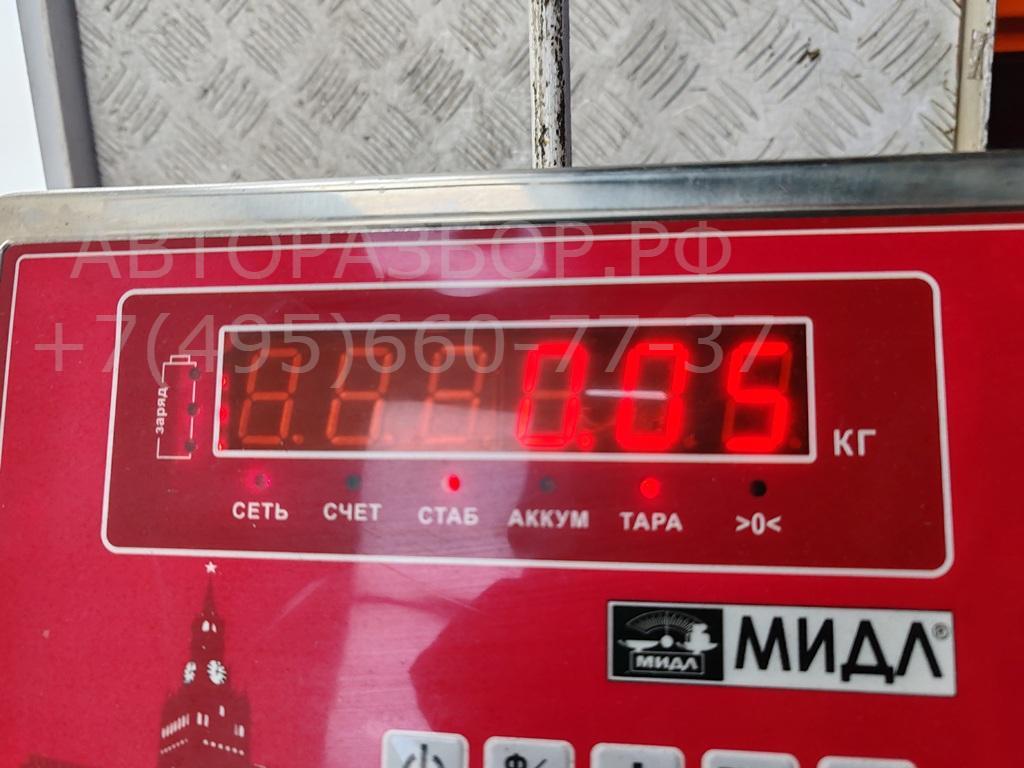 АВТОРАЗБОР.РФ
+7(495)660-77-37
заряд
0.05 КГ
СЕТЬ СЧЕТ СТАБ АККУМ ТАРА >0<
МИДЛ МИДЛ®